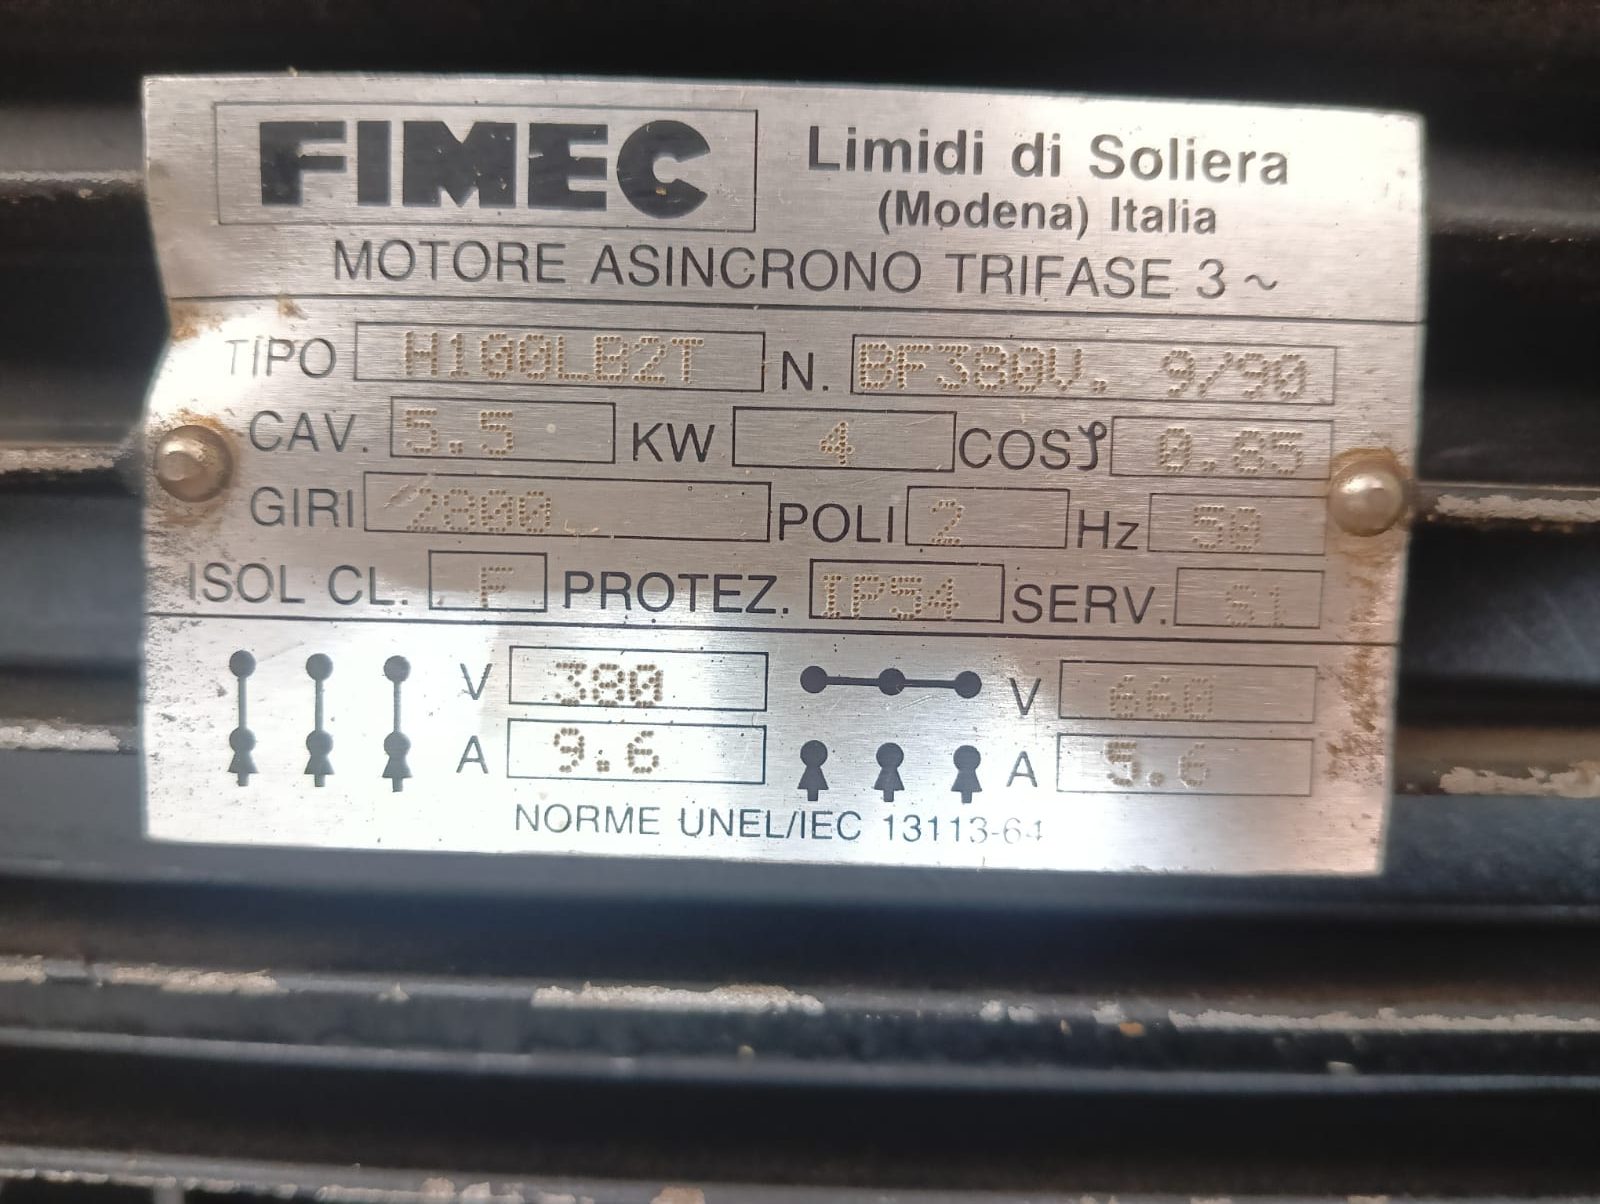 FIMEC
Limidi di Soliera
(Modena) Italia
MOTORE ASINCRONO TRIFASE 3 ~
TIPO H100LB2T N. BF380V. 9/90
CAV. 5.5 KW 4 COSφ 0.85
GIRI 2800 POLI 2 Hz 50
ISOL CL. F PROTEZ. IP54 SERV. S1
V 380 V 660
A 9.6 A 5.6
NORME UNEL/IEC 13113-64